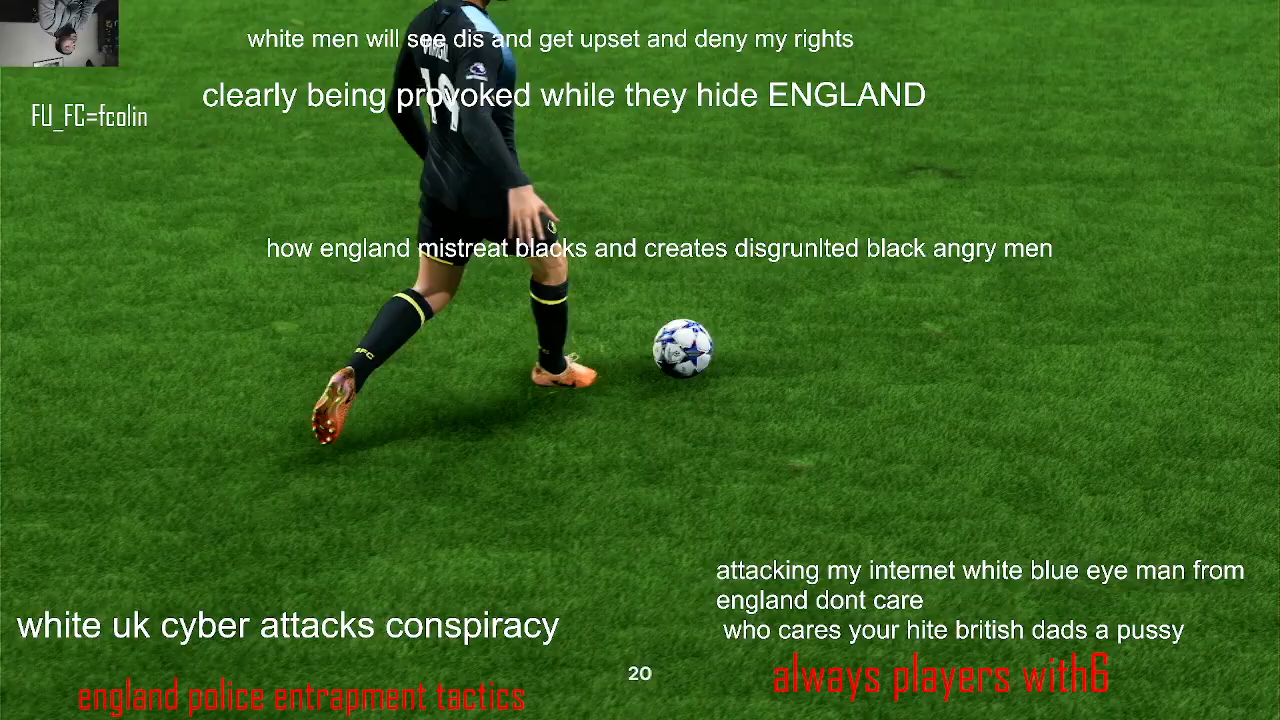 white men will see dis and get upset and deny my rights
clearly being provoked while they hide ENGLAND
FU_FC=fcolin
19
how england mistreat blacks and creates disgrunlted black angry men
attacking my internet white blue eye man from
england dont care
who cares your hite british dads a pussy
white uk cyber attacks conspiracy
20
always players with6
england police entrapment tactics